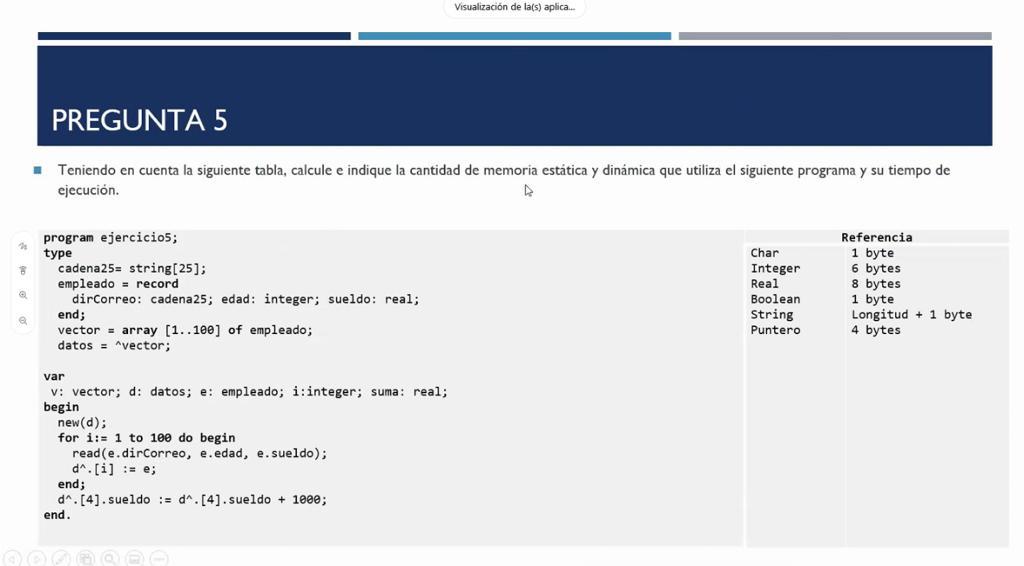 Visualización de la(s) aplica...
PREGUNTA 5
Teniendo en cuenta la siguiente tabla, calcule e indique la cantidad de memoria estática y dinámica que utiliza el siguiente programa y su tiempo de
ejecución.
program ejercicio5;
type
cadena25= string[25];
empleado = record
dirCorreo: cadena25; edad: integer; sueldo: real;
end;
vector = array [1..100] of empleado;
datos = ^vector;
var
v: vector; d: datos; e: empleado; i:integer; suma: real;
begin
new(d);
for i:= 1 to 100 do begin
read(e.dirCorreo, e.edad, e.sueldo);
d^.[i] := e;
end;
d^.[4].sueldo := d^.[4].sueldo + 1000;
end.
Referencia
Char 1 byte
Integer 6 bytes
Real 8 bytes
Boolean 1 byte
String Longitud + 1 byte
Puntero 4 bytes